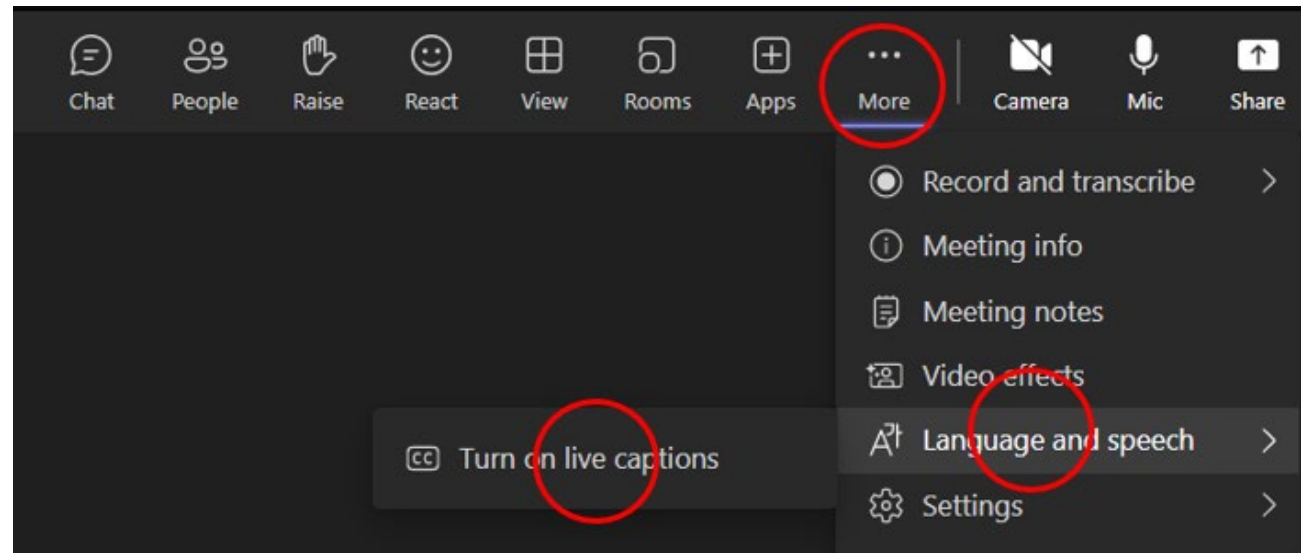 Chat People Raise React View Rooms Apps More Camera Mic Share
Record and transcribe
Meeting info
Meeting notes
Video effects
Language and speech
CC Turn on live captions
Settings